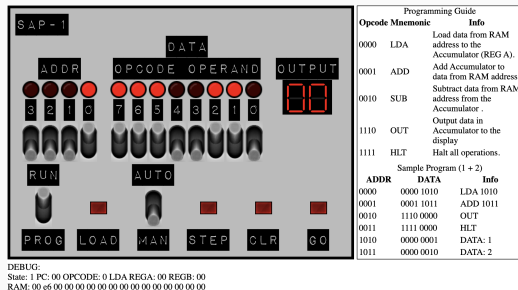 SAP-1
DATA
ADDR OPCODE OPERAND OUTPUT
00
3 2 1 0 7 6 5 4 3 2 1 0
RUN AUTO
PROG LOAD MAN STEP CLR GO
Programming Guide
Opcode Mnemonic Info
0000 LDA Load data from RAM
address to the
Accumulator (REG A).
0001 ADD Add Accumulator to
data from RAM address
0010 SUB Subtract data from RAM
address from the
Accumulator .
1110 OUT Output data in
Accumulator to the
display
1111 HLT Halt all operations.
Sample Program (1 + 2)
ADDR DATA Info
0000 0000 1010 LDA 1010
0001 0001 1011 ADD 1011
0010 1110 0000 OUT
0011 1111 0000 HLT
1010 0000 0001 DATA: 1
1011 0000 0010 DATA: 2
DEBUG:
State: 1 PC: 00 OPCODE: 0 LDA REGA: 00 REGB: 00
RAM: 00 e6 00 00 00 00 00 00 00 00 00 00 00 00 00 00